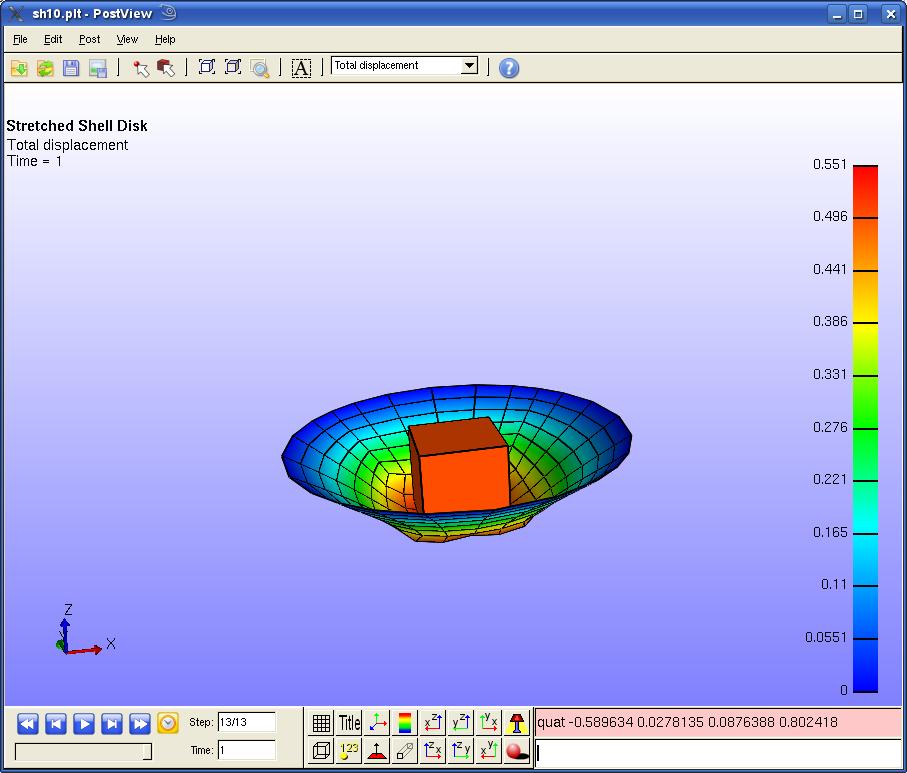 sh10.plt - PostView
File Edit Post View Help
A Total displacement ?
Stretched Shell Disk
Total displacement
Time = 1
0.551
0.496
0.441
0.386
0.331
0.276
0.221
0.165
0.11
0.0551
0
Z
X
Step: 13/13
Title
quat -0.589634 0.0278135 0.0876388 0.802418
Time: 1
123